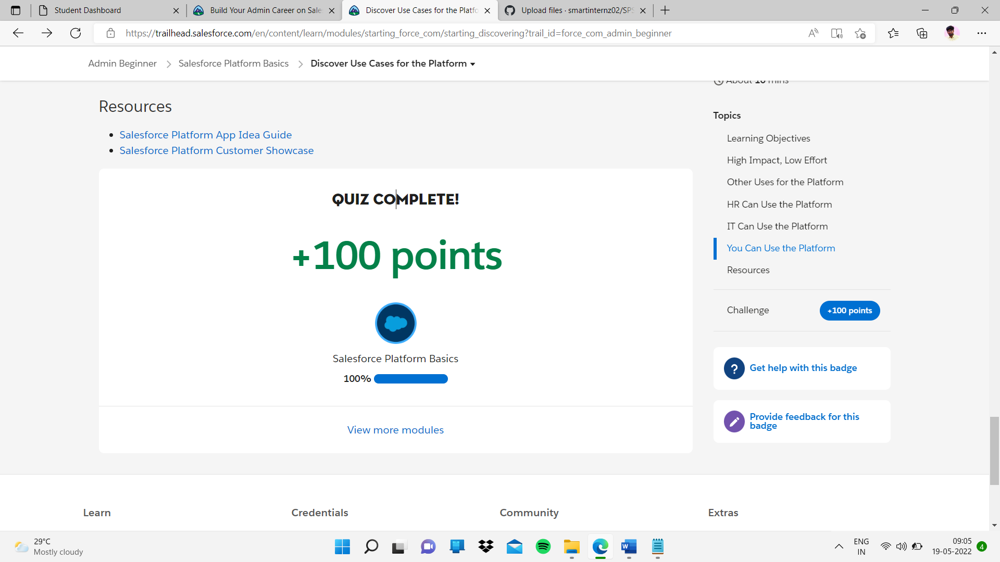 Student Dashboard
Build Your Admin Career on Sale
Discover Use Cases for the Platfo
Upload files · smartinternz02/SPS
https://trailhead.salesforce.com/en/content/learn/modules/starting_force_com/starting_discovering?trail_id=force_com_admin_beginner
Admin Beginner
Salesforce Platform Basics
Discover Use Cases for the Platform
About 10 mins
Resources
Salesforce Platform App Idea Guide
Salesforce Platform Customer Showcase
QUIZ COMPLETE!
+100 points
Salesforce Platform Basics
100%
View more modules
Topics
Learning Objectives
High Impact, Low Effort
Other Uses for the Platform
HR Can Use the Platform
IT Can Use the Platform
You Can Use the Platform
Resources
Challenge
+100 points
Get help with this badge
Provide feedback for this
badge
Learn
Credentials
Community
Extras
29°C
Mostly cloudy
ENG
IN
09:05
19-05-2022
4